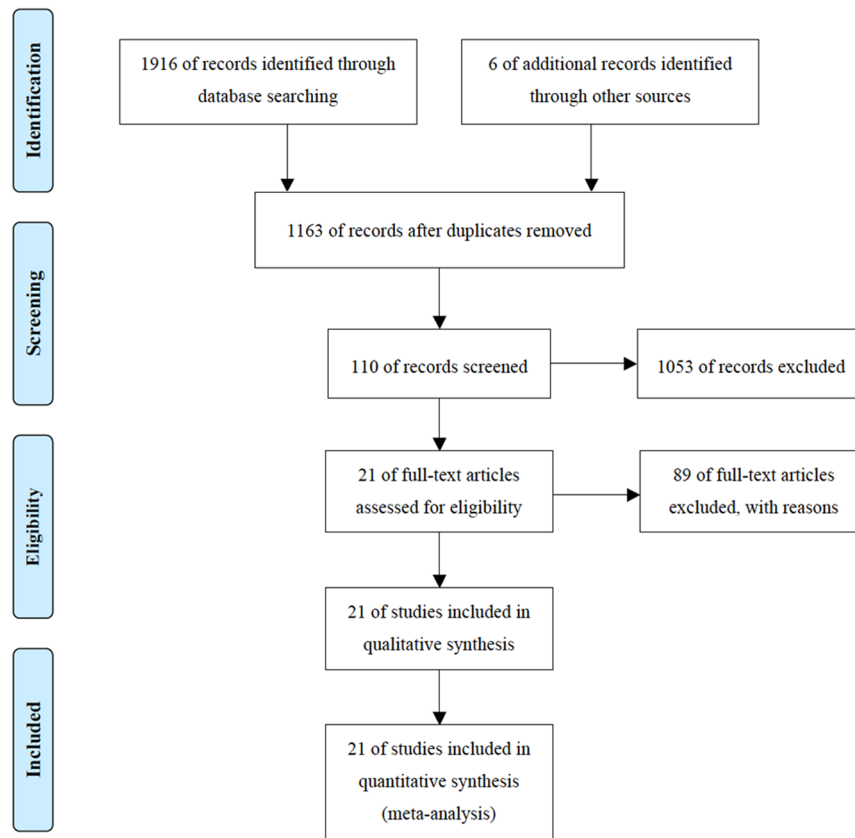 Identification
1916 of records identified through
database searching
6 of additional records identified
through other sources
1163 of records after duplicates removed
Screening
110 of records screened
1053 of records excluded
Eligibility
21 of full-text articles
assessed for eligibility
89 of full-text articles
excluded, with reasons
21 of studies included in
qualitative synthesis
Included
21 of studies included in
quantitative synthesis
(meta-analysis)